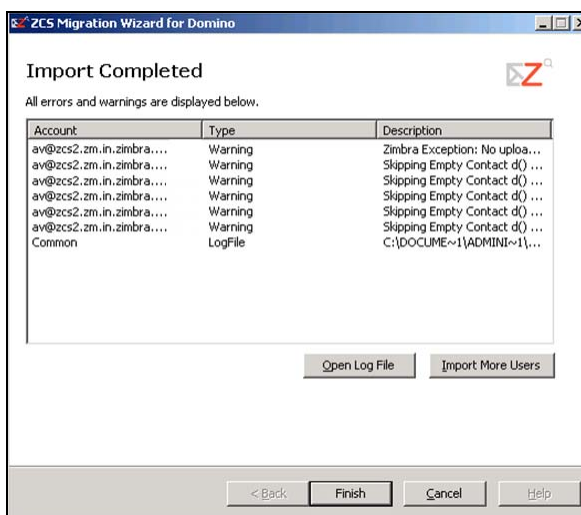 ZCS Migration Wizard for Domino
Import Completed
All errors and warnings are displayed below.
Account Type Description
av@zcs2.zm.in.zimbra.... Warning Zimbra Exception: No uploa...
av@zcs2.zm.in.zimbra.... Warning Skipping Empty Contact d() ...
av@zcs2.zm.in.zimbra.... Warning Skipping Empty Contact d() ...
av@zcs2.zm.in.zimbra.... Warning Skipping Empty Contact d() ...
av@zcs2.zm.in.zimbra.... Warning Skipping Empty Contact d() ...
av@zcs2.zm.in.zimbra.... Warning Skipping Empty Contact d() ...
Common LogFile C:\DOCUME~1\ADMINI~1\...
Open Log File Import More Users
< Back Finish Cancel Help